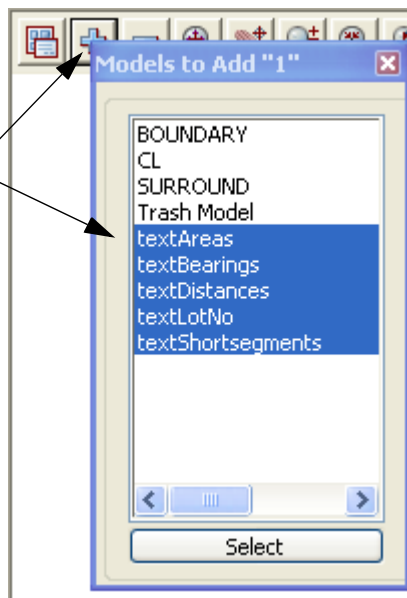 Models to Add "1"
BOUNDARY
CL
SURROUND
Trash Model
textAreas
textBearings
textDistances
textLotNo
textShortsegments
Select